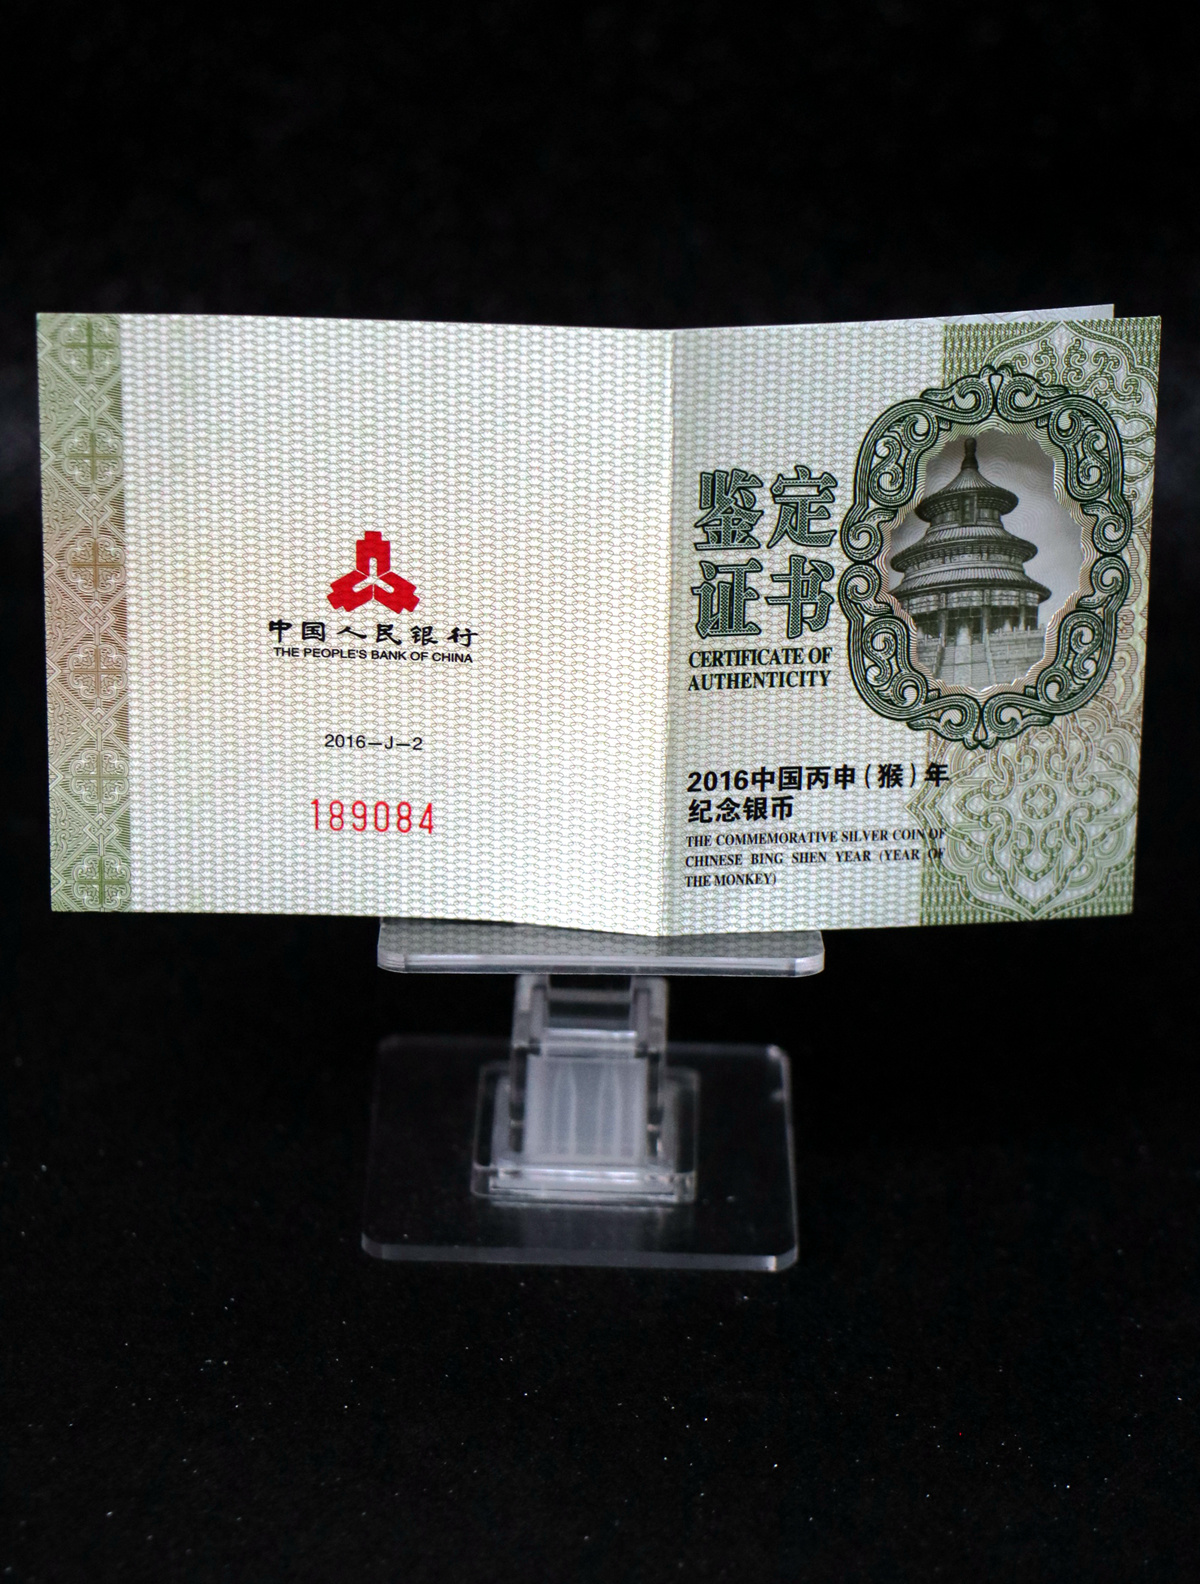 中国人民银行
THE PEOPLE'S BANK OF CHINA
2016—J—2
189084
鉴定
证书
CERTIFICATE OF
AUTHENTICITY
2016中国丙申（猴）年
纪念银币
THE COMMEMORATIVE SILVER COIN OF
CHINESE BING SHEN YEAR (YEAR OF
THE MONKEY)